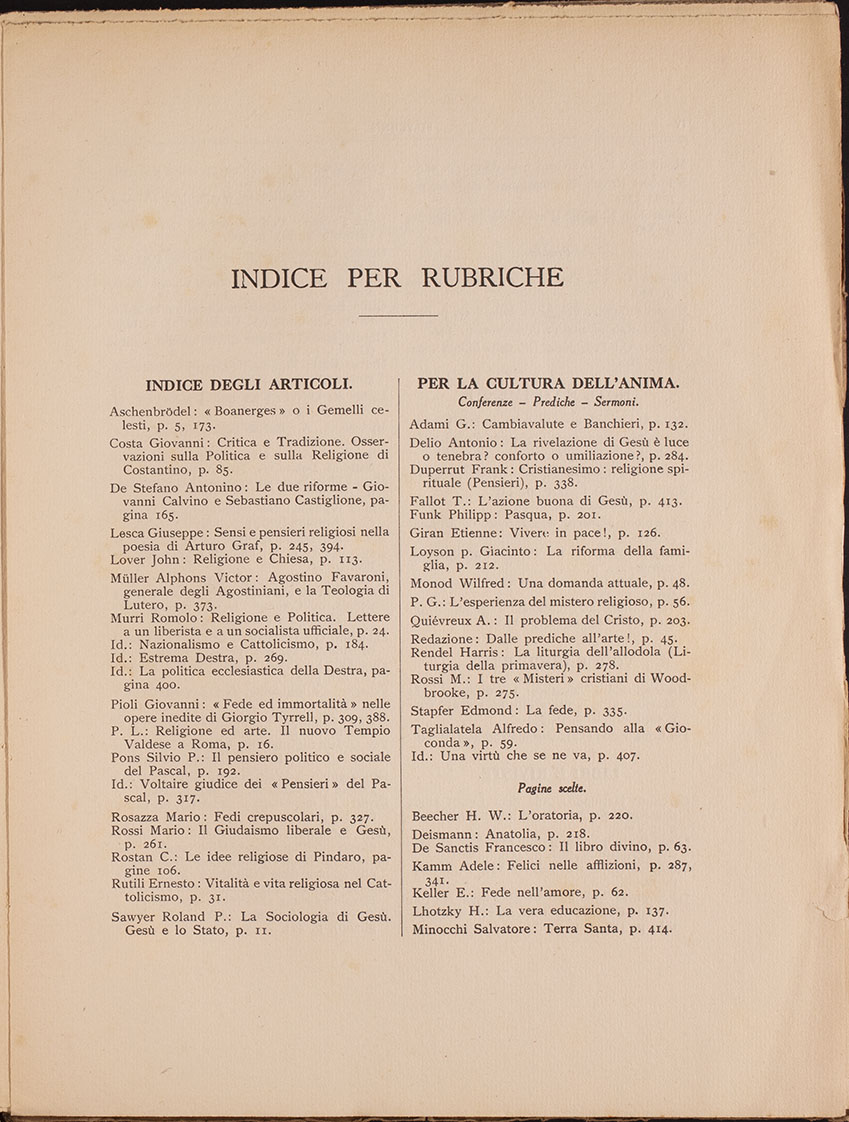 INDICE PER RUBRICHE
INDICE DEGLI ARTICOLI.
Aschenbrödel: « Boanerges » o i Gemelli ce-
lesti, p. 5, 173.
Costa Giovanni: Critica e Tradizione. Osser-
vazioni sulla Politica e sulla Religione di
Costantino, p. 85.
De Stefano Antonino: Le due riforme - Gio-
vanni Calvino e Sebastiano Castiglione, pa-
gina 165.
Lesca Giuseppe: Sensi e pensieri religiosi nella
poesia di Arturo Graf, p. 245, 394.
Lover John: Religione e Chiesa, p. 113.
Müller Alphons Victor: Agostino Favaroni,
generale degli Agostiniani, e la Teologia di
Lutero, p. 373.
Murri Romolo: Religione e Politica. Lettere
a un liberista e a un socialista ufficiale, p. 24.
Id.: Nazionalismo e Cattolicismo, p. 184.
Id.: Estrema Destra, p. 269.
Id.: La politica ecclesiastica della Destra, pa-
gina 400.
Pioli Giovanni: « Fede ed immortalità » nelle
opere inedite di Giorgio Tyrrell, p. 309, 388.
P. L.: Religione ed arte. Il nuovo Tempio
Valdese a Roma, p. 16.
Pons Silvio P.: Il pensiero politico e sociale
del Pascal, p. 192.
Id.: Voltaire giudice dei « Pensieri » del Pa-
scal, p. 317.
Rosazza Mario: Fedi crepuscolari, p. 327.
Rossi Mario: Il Giudaismo liberale e Gesù,
p. 261.
Rostan C.: Le idee religiose di Pindaro, pa-
gine 106.
Rutili Ernesto: Vitalità e vita religiosa nel Cat-
tolicismo, p. 31.
Sawyer Roland P.: La Sociologia di Gesù.
Gesù e lo Stato, p. 11.
PER LA CULTURA DELL'ANIMA.
Conferenze - Prediche - Sermoni.
Adami G.: Cambiavalute e Banchieri, p. 132.
Delio Antonio: La rivelazione di Gesù è luce
o tenebra? conforto o umiliazione?, p. 284.
Duperrut Frank: Cristianesimo: religione spi-
rituale (Pensieri), p. 338.
Fallot T.: L'azione buona di Gesù, p. 413.
Funk Philipp: Pasqua, p. 201.
Giran Etienne: Vivere in pace!, p. 126.
Loyson p. Giacinto: La riforma della fami-
glia, p. 212.
Monod Wilfred: Una domanda attuale, p. 48.
P. G.: L'esperienza del mistero religioso, p. 56.
Quiévreux A.: Il problema del Cristo, p. 203.
Redazione: Dalle prediche all'arte!, p. 45.
Rendel Harris: La liturgia dell'allodola (Li-
turgia della primavera), p. 278.
Rossi M.: I tre « Misteri » cristiani di Wood-
brooke, p. 275.
Stapfer Edmond: La fede, p. 335.
Taglialatela Alfredo: Pensando alla « Gio-
conda », p. 59.
Id.: Una virtù che se ne va, p. 407.
Pagine scelte.
Beecher H. W.: L'oratoria, p. 220.
Deismann: Anatolia, p. 218.
De Sanctis Francesco: Il libro divino, p. 63.
Kamm Adele: Felici nelle afflizioni, p. 287,
341.
Keller E.: Fede nell'amore, p. 62.
Lhotzky H.: La vera educazione, p. 137.
Minocchi Salvatore: Terra Santa, p. 414.